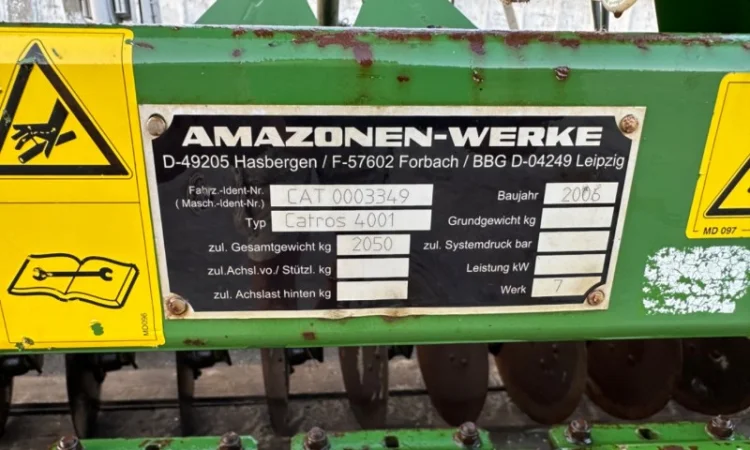 AMAZONEN-WERKE
D-49205 Hasbergen / F-57602 Forbach / BBG D-04249 Leipzig
Fahrz.-Ident-Nr.
( Masch.-Ident-Nr.) CAT 0003349 Baujahr 2006
Typ Catros 4001 Grundgewicht kg
zul. Gesamtgewicht kg 2050 zul. Systemdruck bar
zul.Achsl.vo./ Stützl. kg Leistung kW
zul. Achslast hinten kg Werk 7
MD 097
MD096